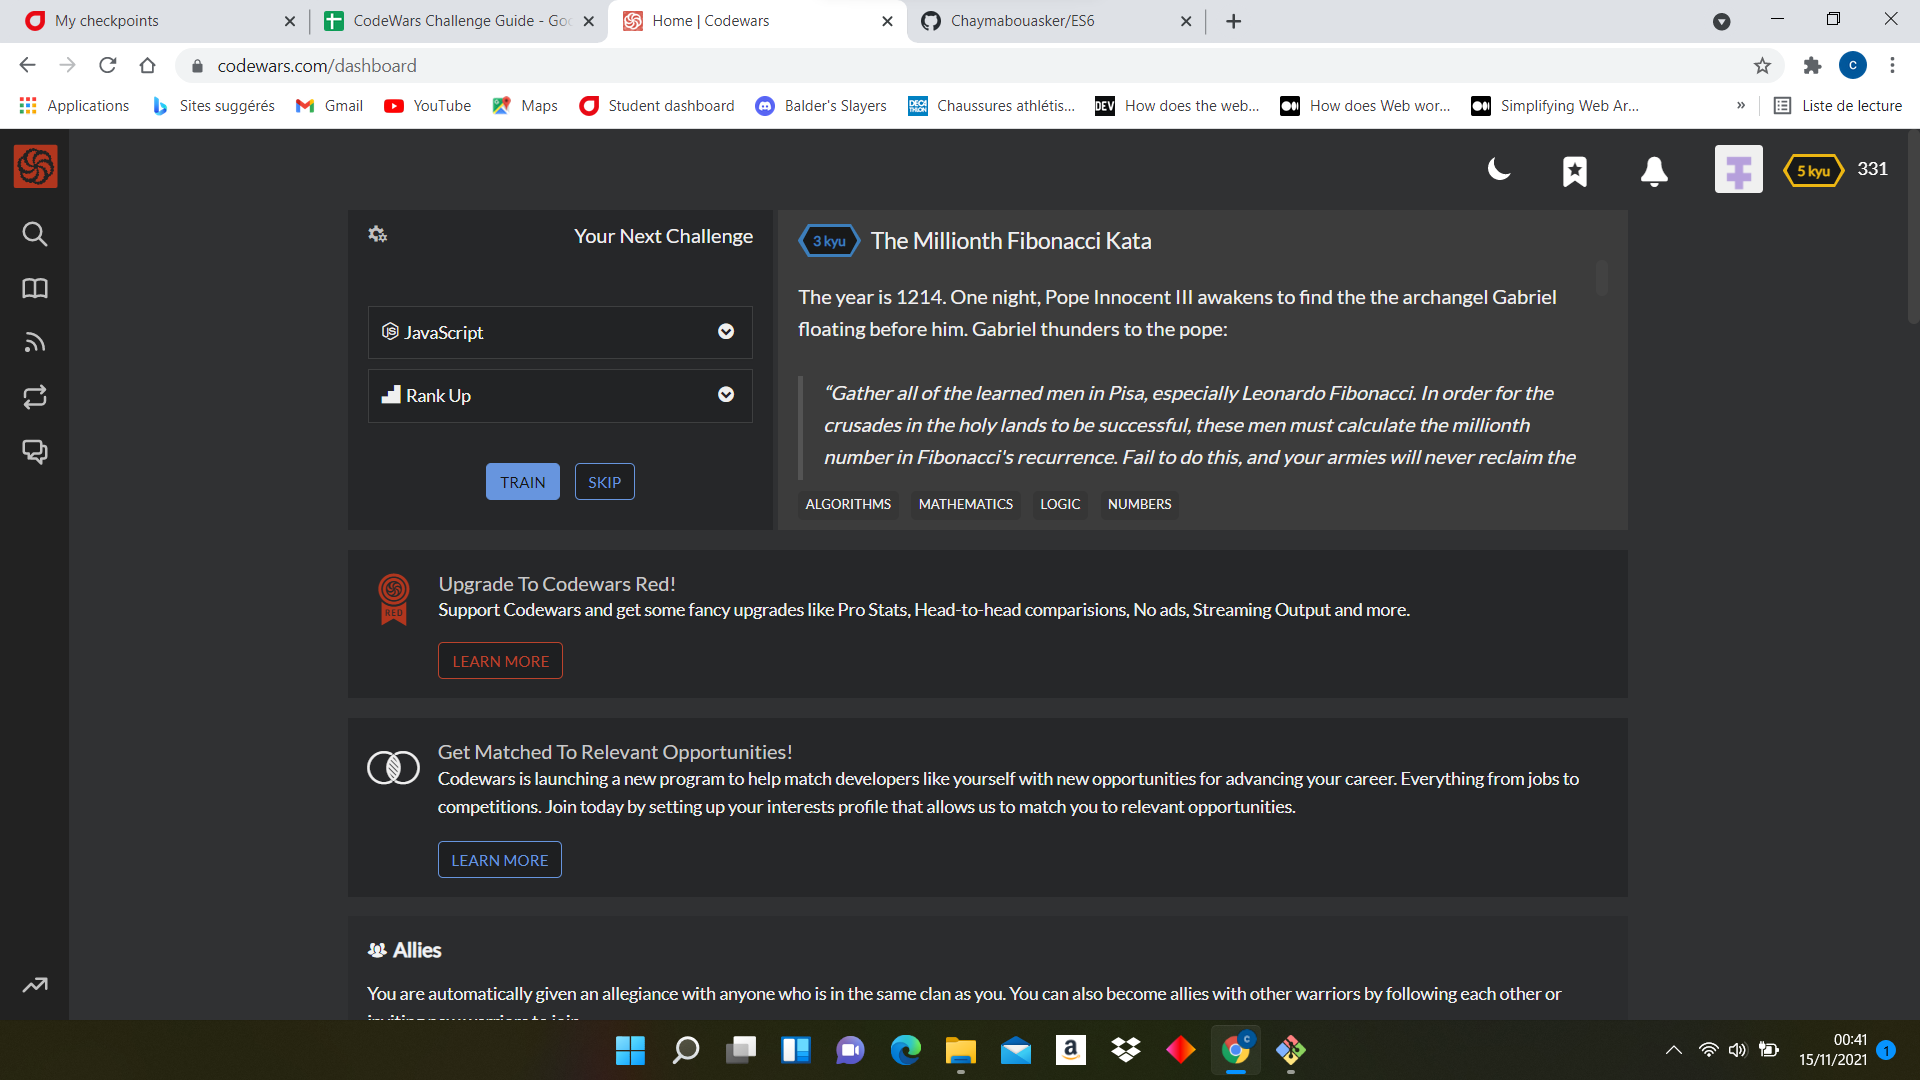 My checkpoints
CodeWars Challenge Guide - Goo
Home | Codewars
Chaymabouasker/ES6
codewars.com/dashboard
C
Applications
Sites suggérés
Gmail
YouTube
Maps
Student dashboard
Balder's Slayers
DECATHLON
Chaussures athlétis...
DEV
How does the web...
How does Web wor...
Simplifying Web Ar...
»
Liste de lecture
5 kyu
331
Your Next Challenge
JS JavaScript
Rank Up
TRAIN
SKIP
3 kyu
The Millionth Fibonacci Kata
The year is 1214. One night, Pope Innocent III awakens to find the the archangel Gabriel
floating before him. Gabriel thunders to the pope:
“Gather all of the learned men in Pisa, especially Leonardo Fibonacci. In order for the
crusades in the holy lands to be successful, these men must calculate the millionth
number in Fibonacci's recurrence. Fail to do this, and your armies will never reclaim the
ALGORITHMS
MATHEMATICS
LOGIC
NUMBERS
RED
Upgrade To Codewars Red!
Support Codewars and get some fancy upgrades like Pro Stats, Head-to-head comparisions, No ads, Streaming Output and more.
LEARN MORE
Get Matched To Relevant Opportunities!
Codewars is launching a new program to help match developers like yourself with new opportunities for advancing your career. Everything from jobs to
competitions. Join today by setting up your interests profile that allows us to match you to relevant opportunities.
LEARN MORE
Allies
You are automatically given an allegiance with anyone who is in the same clan as you. You can also become allies with other warriors by following each other or
inviting new warriors to join.
a
C
00:41
15/11/2021
1